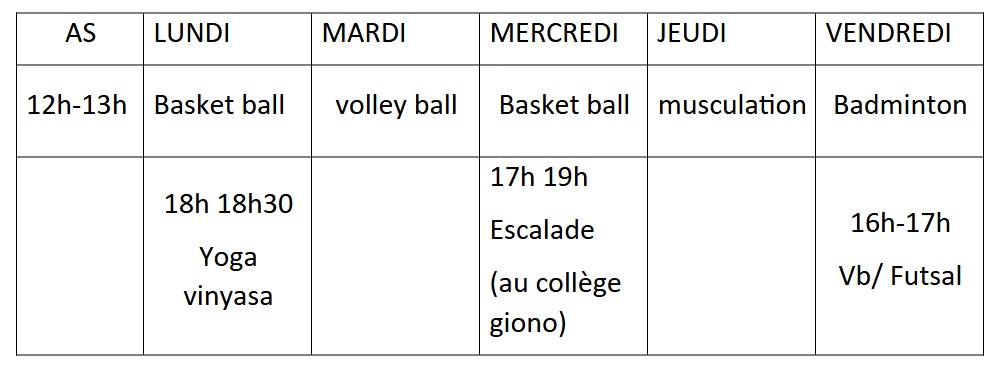 AS LUNDI MARDI MERCREDI JEUDI VENDREDI
12h-13h Basket ball volley ball Basket ball musculation Badminton
18h 18h30
Yoga
vinyasa
17h 19h
Escalade
(au collège
giono)
16h-17h
Vb/ Futsal